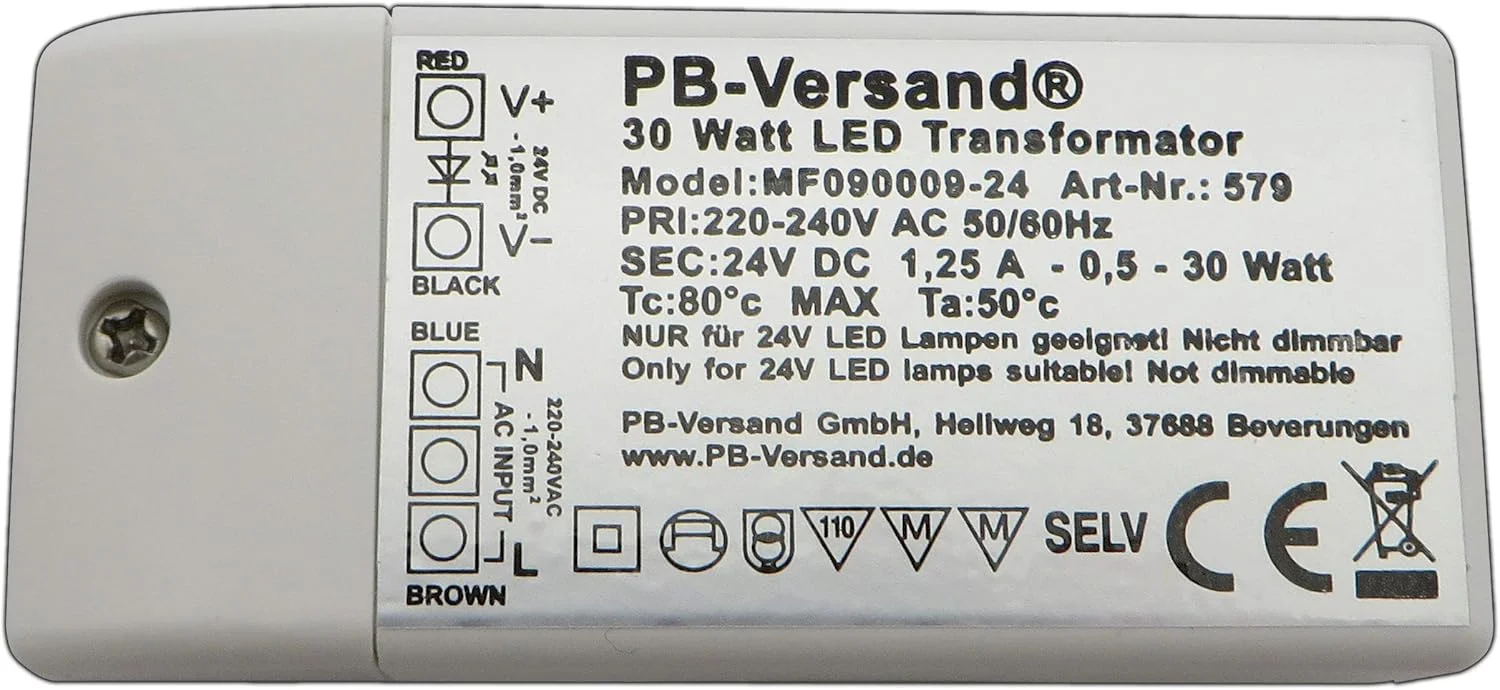 RED
V+
24V DC
-1,0mm²
V-
BLACK
BLUE
N
AC INPUT
-1,0mm²
220-240VAC
L
BROWN
PB-Versand®
30 Watt LED Transformator
Model:MF090009-24 Art-Nr.: 579
PRI:220-240V AC 50/60Hz
SEC:24V DC 1,25 A - 0,5 - 30 Watt
Tc:80°c MAX Ta:50°c
NUR für 24V LED Lampen geeignet! Nicht dimmbar
Only for 24V LED lamps suitable! Not dimmable
PB-Versand GmbH, Hellweg 18, 37688 Beverungen
www.PB-Versand.de
110 M M SELV CE